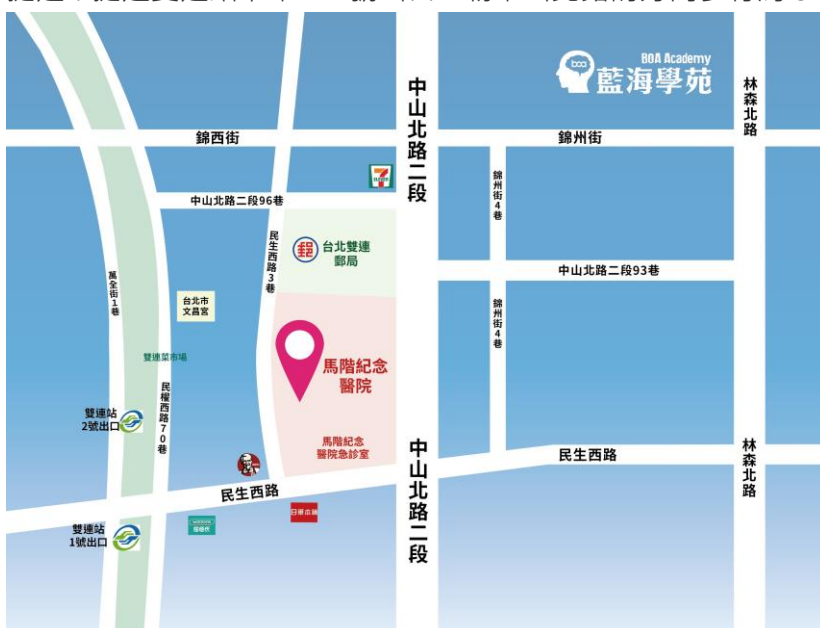 BOA Academy
boa
藍海學苑
中山北路二段
林森北路
錦西街
錦州街
7
ELEVEN
中山北路二段96巷
錦州街4巷
民生西路3巷
郵
台北雙連
郵局
中山北路二段93巷
萬全街1巷
台北市
文昌宮
錦州街4巷
雙連菜市場
馬階紀念
醫院
民權西路70巷
雙連站
2號出口
馬階紀念
醫院急診室
中山北路二段
民生西路
林森北路
民生西路
雙連站
1號出口